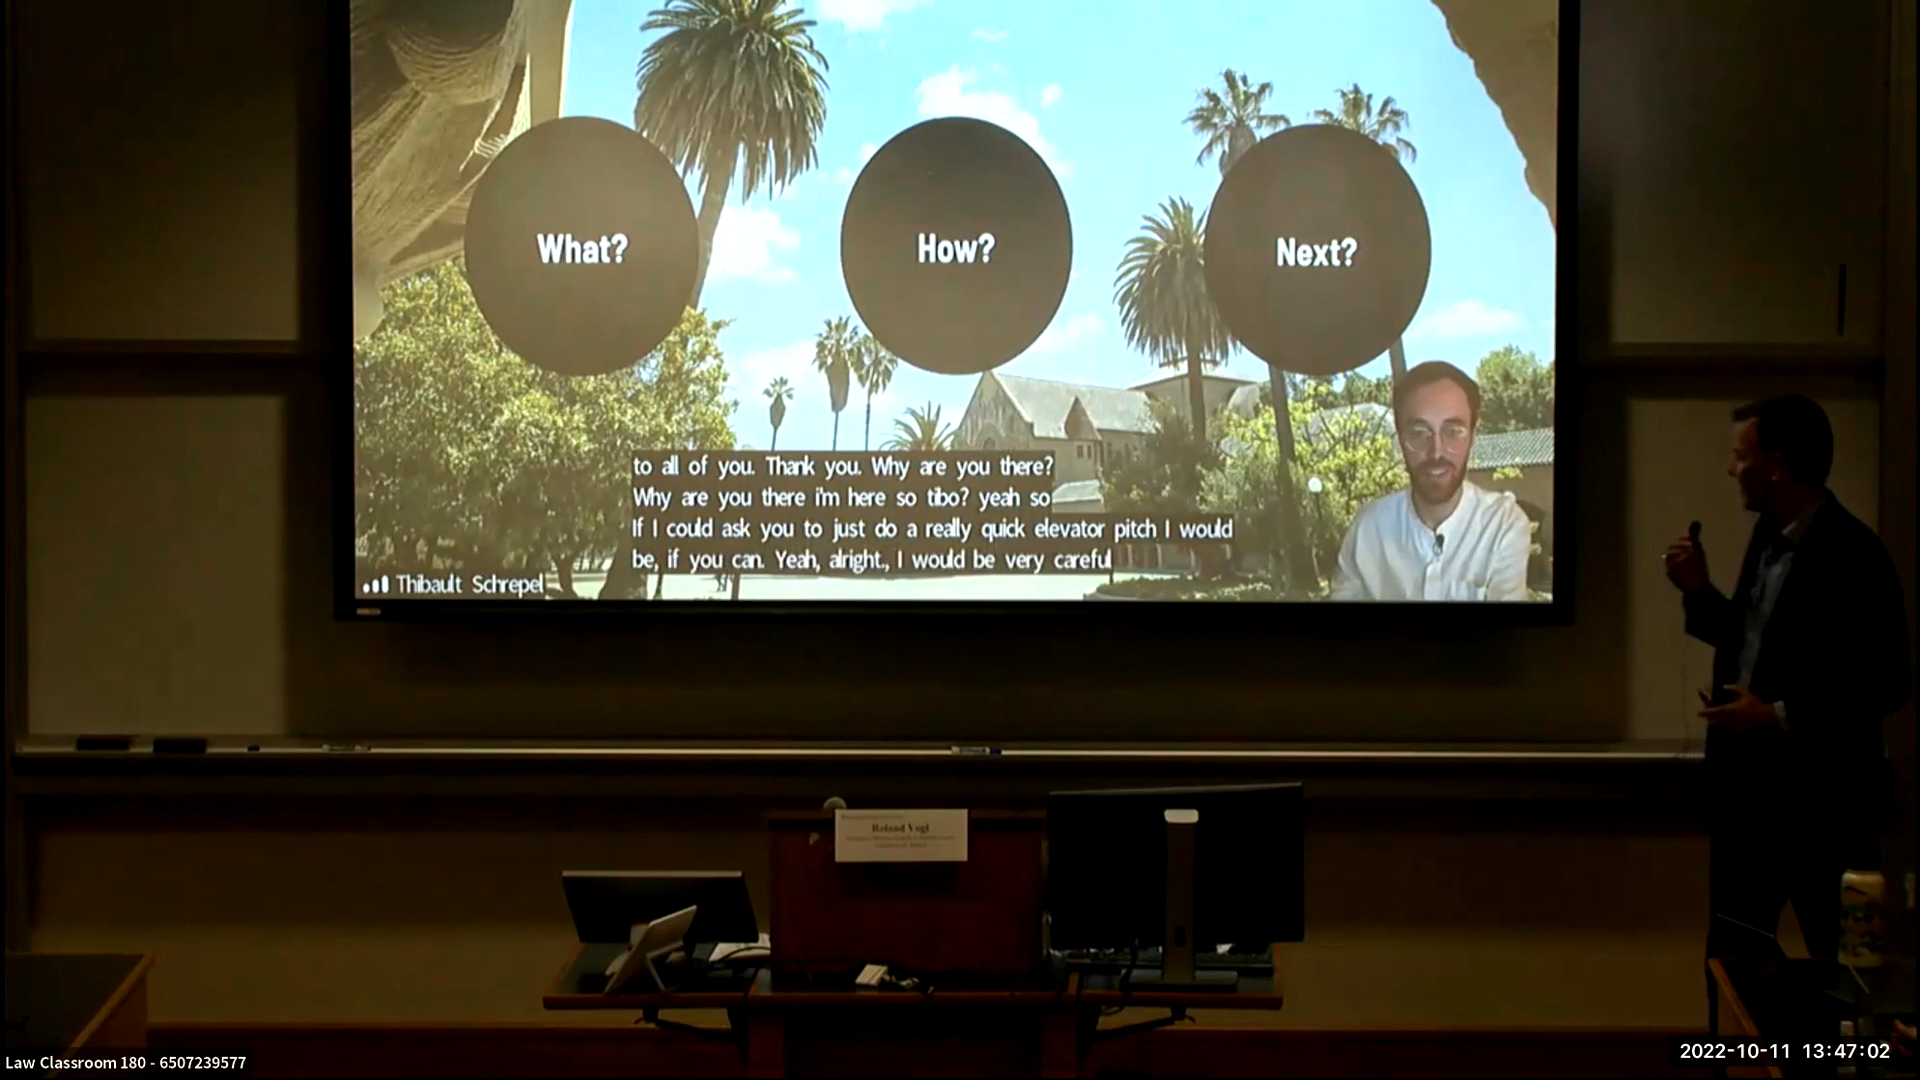 What?
How?
Next?
to all of you. Thank you. Why are you there?
Why are you there i'm here so tibo? yeah so
If I could ask you to just do a really quick elevator pitch I would
be, if you can. Yeah, alright., I would be very careful
Thibault Schrepel
Roland Vogl
Law Classroom 180 - 6507239577
2022-10-11 13:47:02